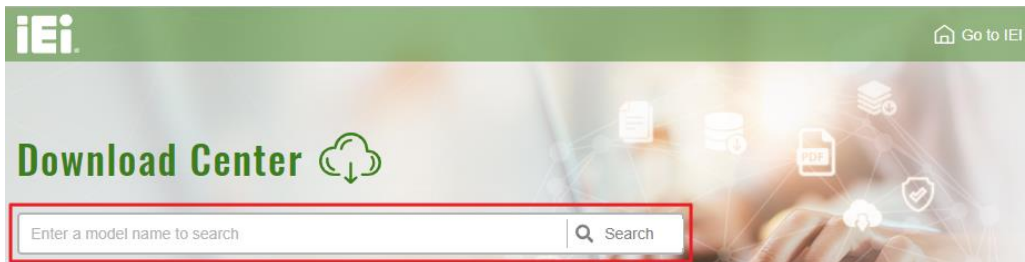 iEi
Go to IEI
Download Center
PDF
Enter a model name to search
Search